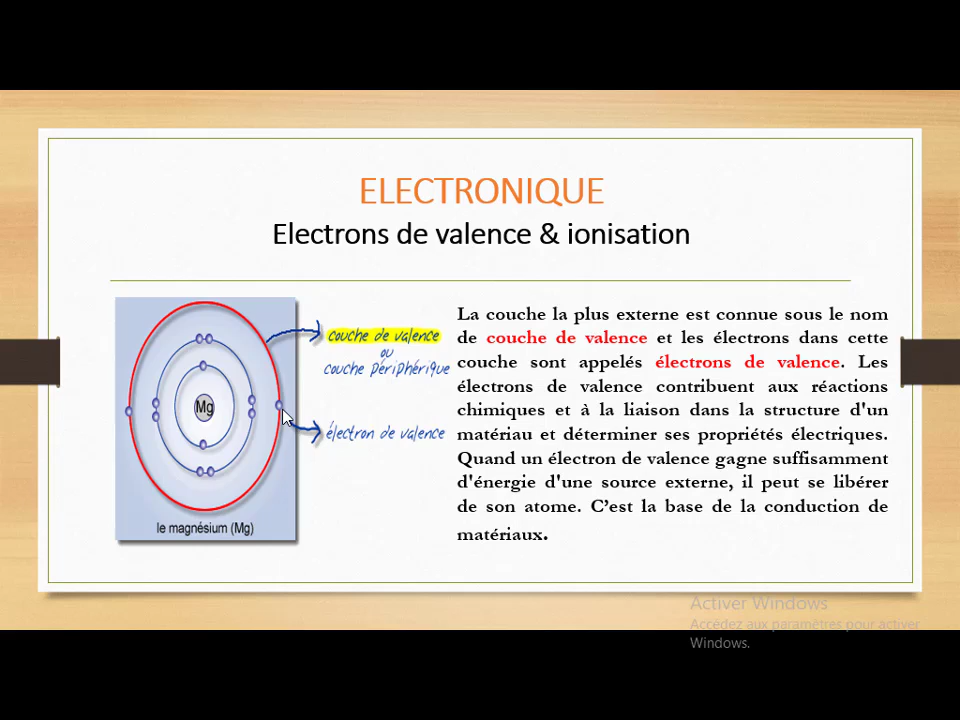 ELECTRONIQUE
Electrons de valence & ionisation
couche de valence
ou
couche périphérique
électron de valence
Mg
le magnésium (Mg)
La couche la plus externe est connue sous le nom
de couche de valence et les électrons dans cette
couche sont appelés électrons de valence. Les
électrons de valence contribuent aux réactions
chimiques et à la liaison dans la structure d'un
matériau et déterminer ses propriétés électriques.
Quand un électron de valence gagne suffisamment
d'énergie d'une source externe, il peut se libérer
de son atome. C’est la base de la conduction de
matériaux.
Activer Windows
Accédez aux paramètres pour activer
Windows.